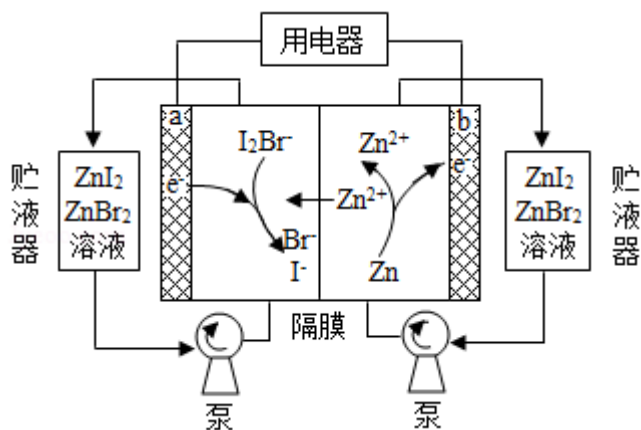 用电器
a
b
I₂Br⁻
Zn²⁺
e⁻
e⁻
Zn²⁺
Br⁻
I⁻
Zn
贮液器
ZnI₂
ZnBr₂
溶液
ZnI₂
ZnBr₂
溶液
贮液器
隔膜
泵
泵